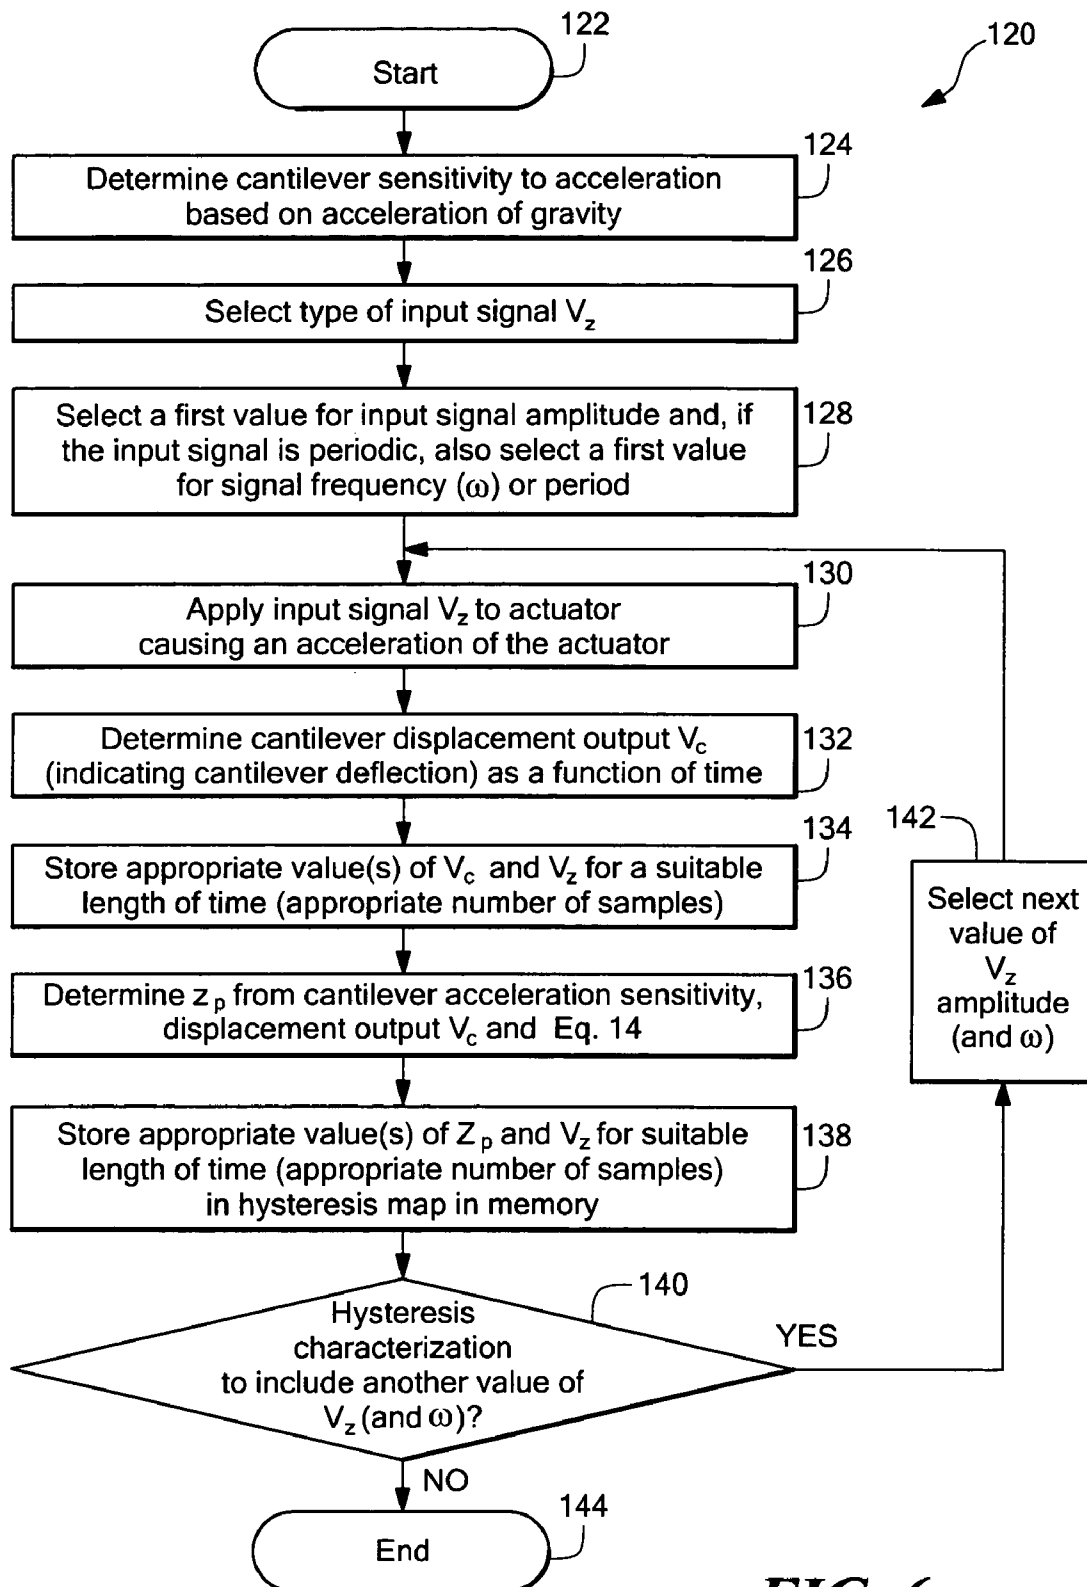 122
120
Start
124
Determine cantilever sensitivity to acceleration
based on acceleration of gravity
126
Select type of input signal Vz
128
Select a first value for input signal amplitude and, if
the input signal is periodic, also select a first value
for signal frequency (ω) or period
130
Apply input signal Vz to actuator
causing an acceleration of the actuator
132
Determine cantilever displacement output Vc
(indicating cantilever deflection) as a function of time
134
Store appropriate value(s) of Vc and Vz for a suitable
length of time (appropriate number of samples)
142
Select next
value of
Vz
amplitude
(and ω)
136
Determine zp from cantilever acceleration sensitivity,
displacement output Vc and Eq. 14
138
Store appropriate value(s) of Zp and Vz for suitable
length of time (appropriate number of samples)
in hysteresis map in memory
140
Hysteresis
characterization
to include another value of
Vz (and ω)?
YES
NO
144
End
FIG. 6